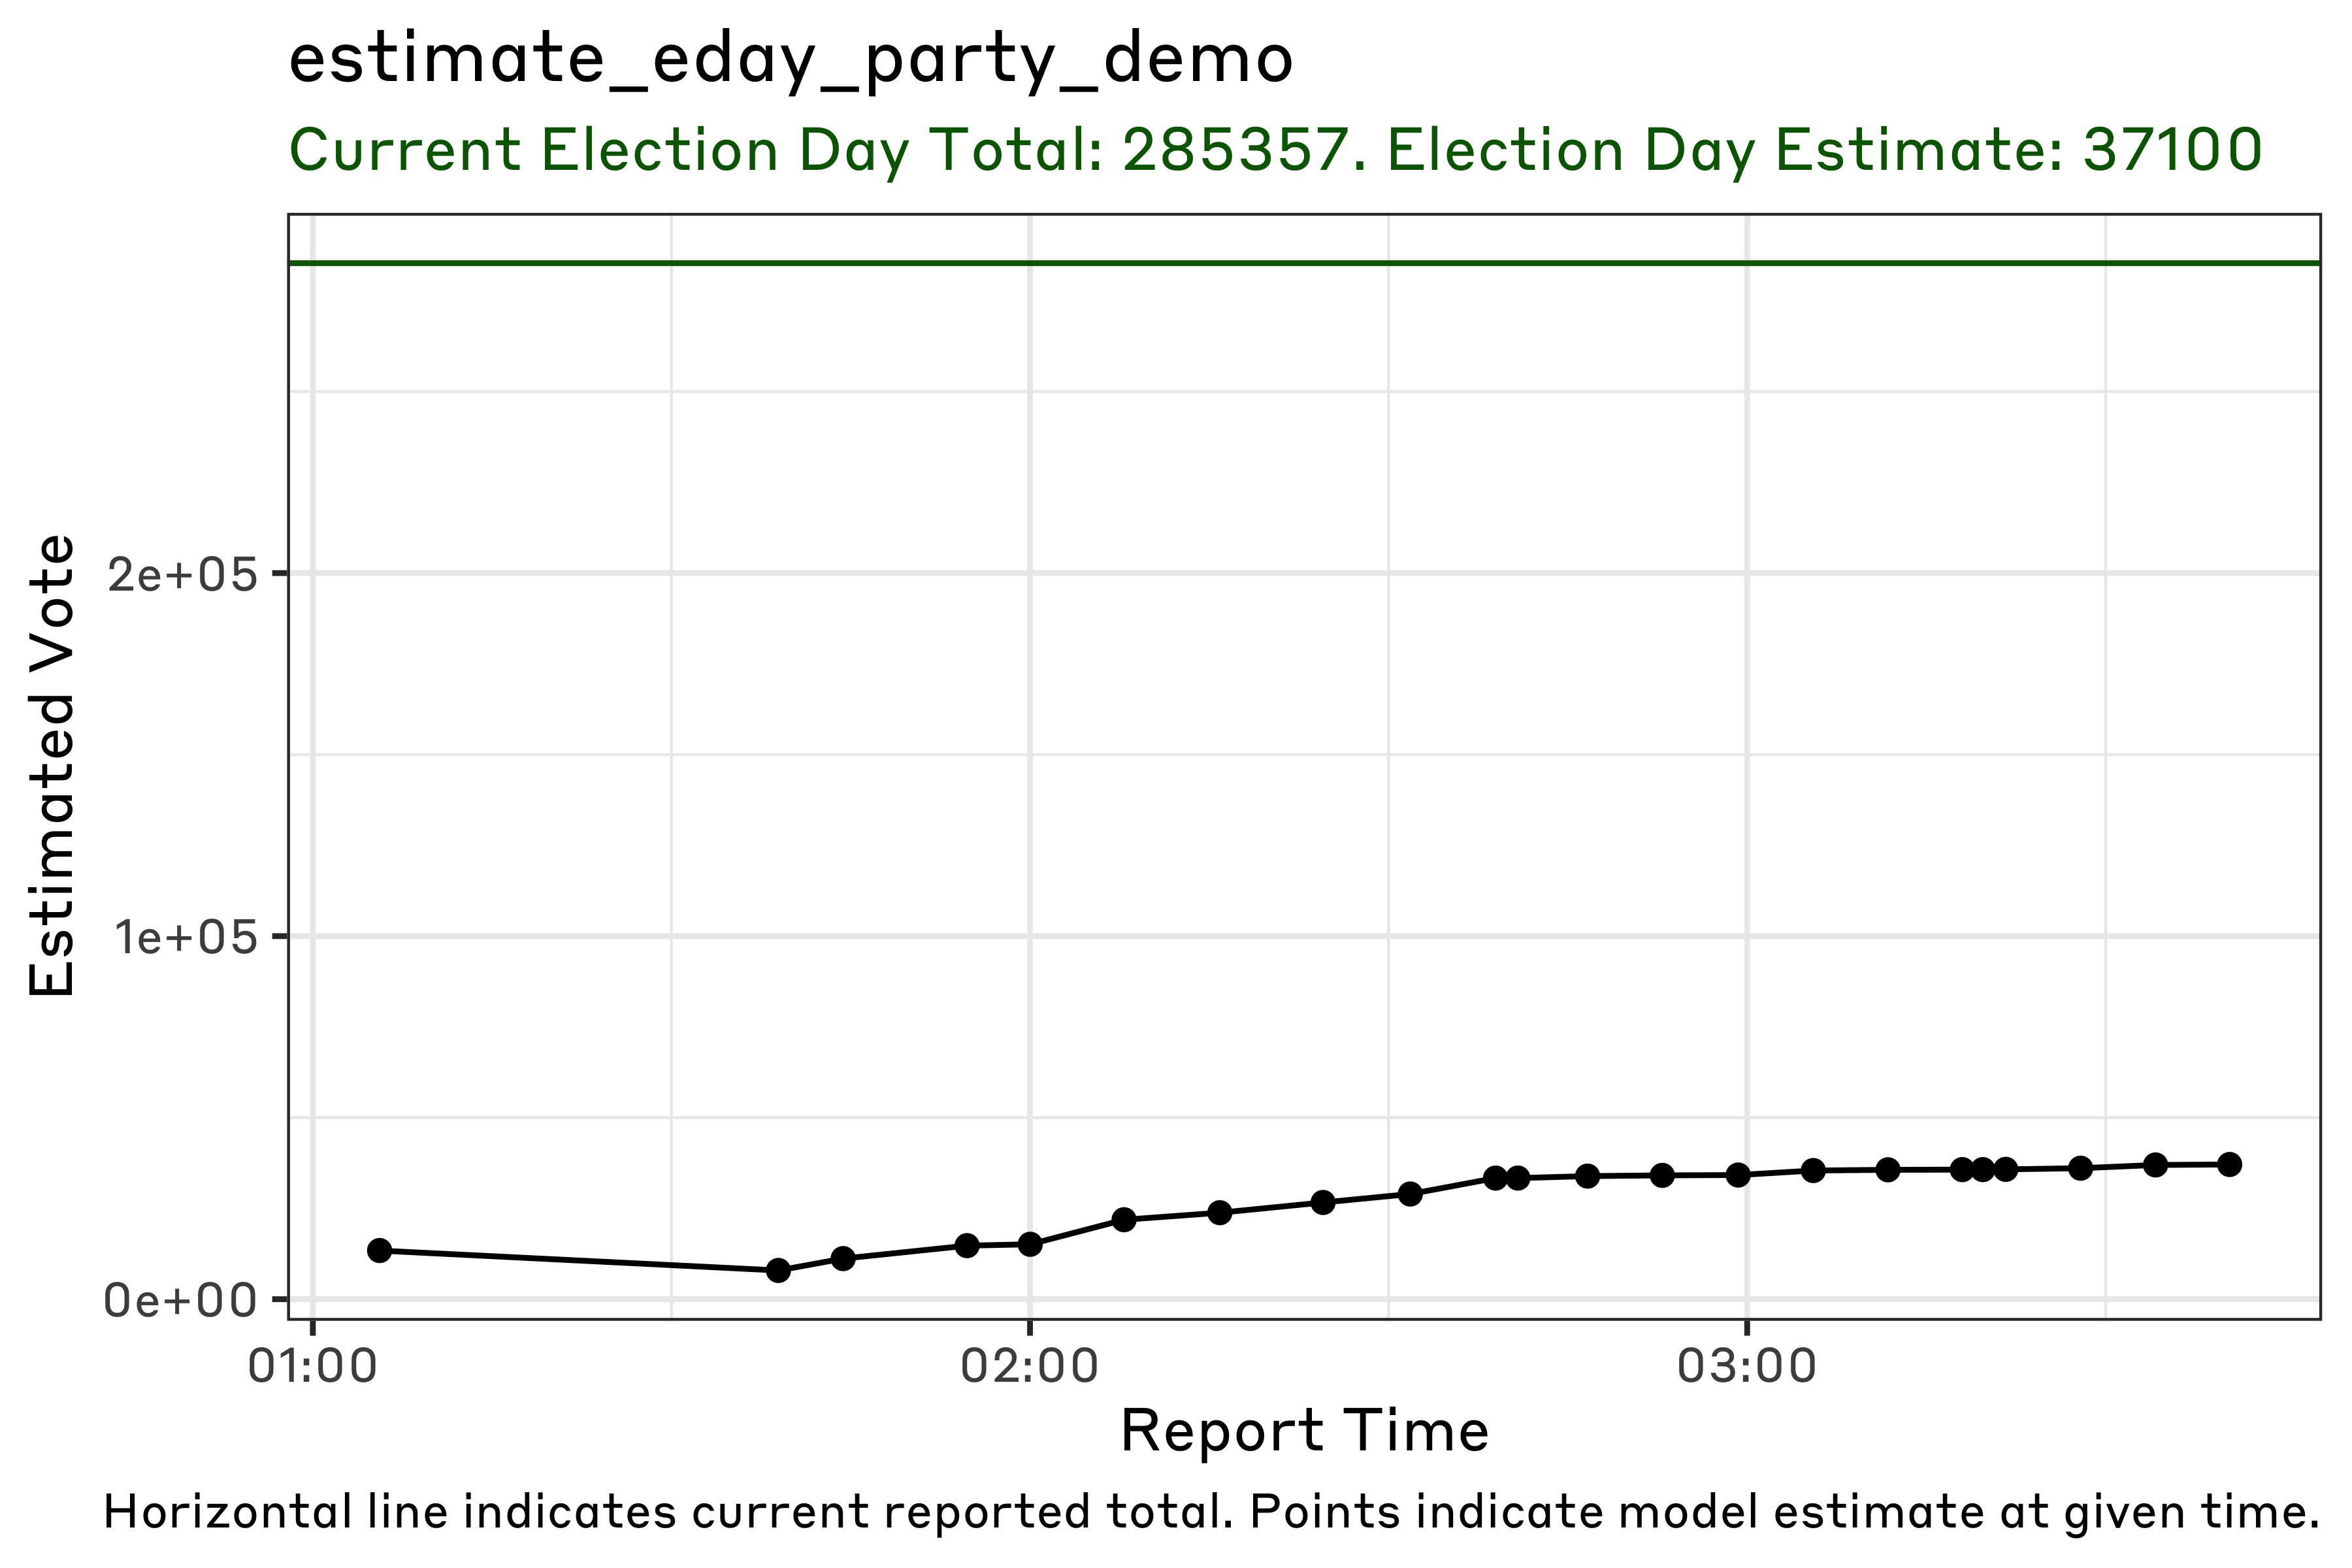 estimate_eday_party_demo
Current Election Day Total: 285357. Election Day Estimate: 37100
Estimated Vote
2e+05
1e+05
0e+00
01:00 02:00 03:00
Report Time
Horizontal line indicates current reported total. Points indicate model estimate at given time.